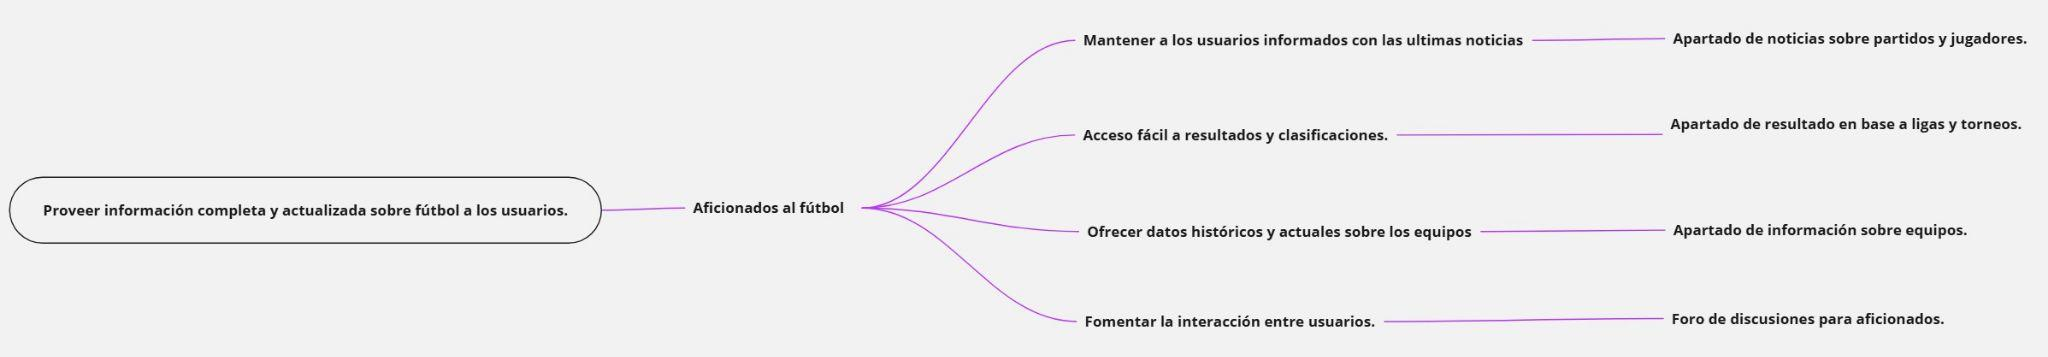 Proveer información completa y actualizada sobre fútbol a los usuarios.
Aficionados al fútbol
Mantener a los usuarios informados con las ultimas noticias
Apartado de noticias sobre partidos y jugadores.
Acceso fácil a resultados y clasificaciones.
Apartado de resultado en base a ligas y torneos.
Ofrecer datos históricos y actuales sobre los equipos
Apartado de información sobre equipos.
Fomentar la interacción entre usuarios.
Foro de discusiones para aficionados.